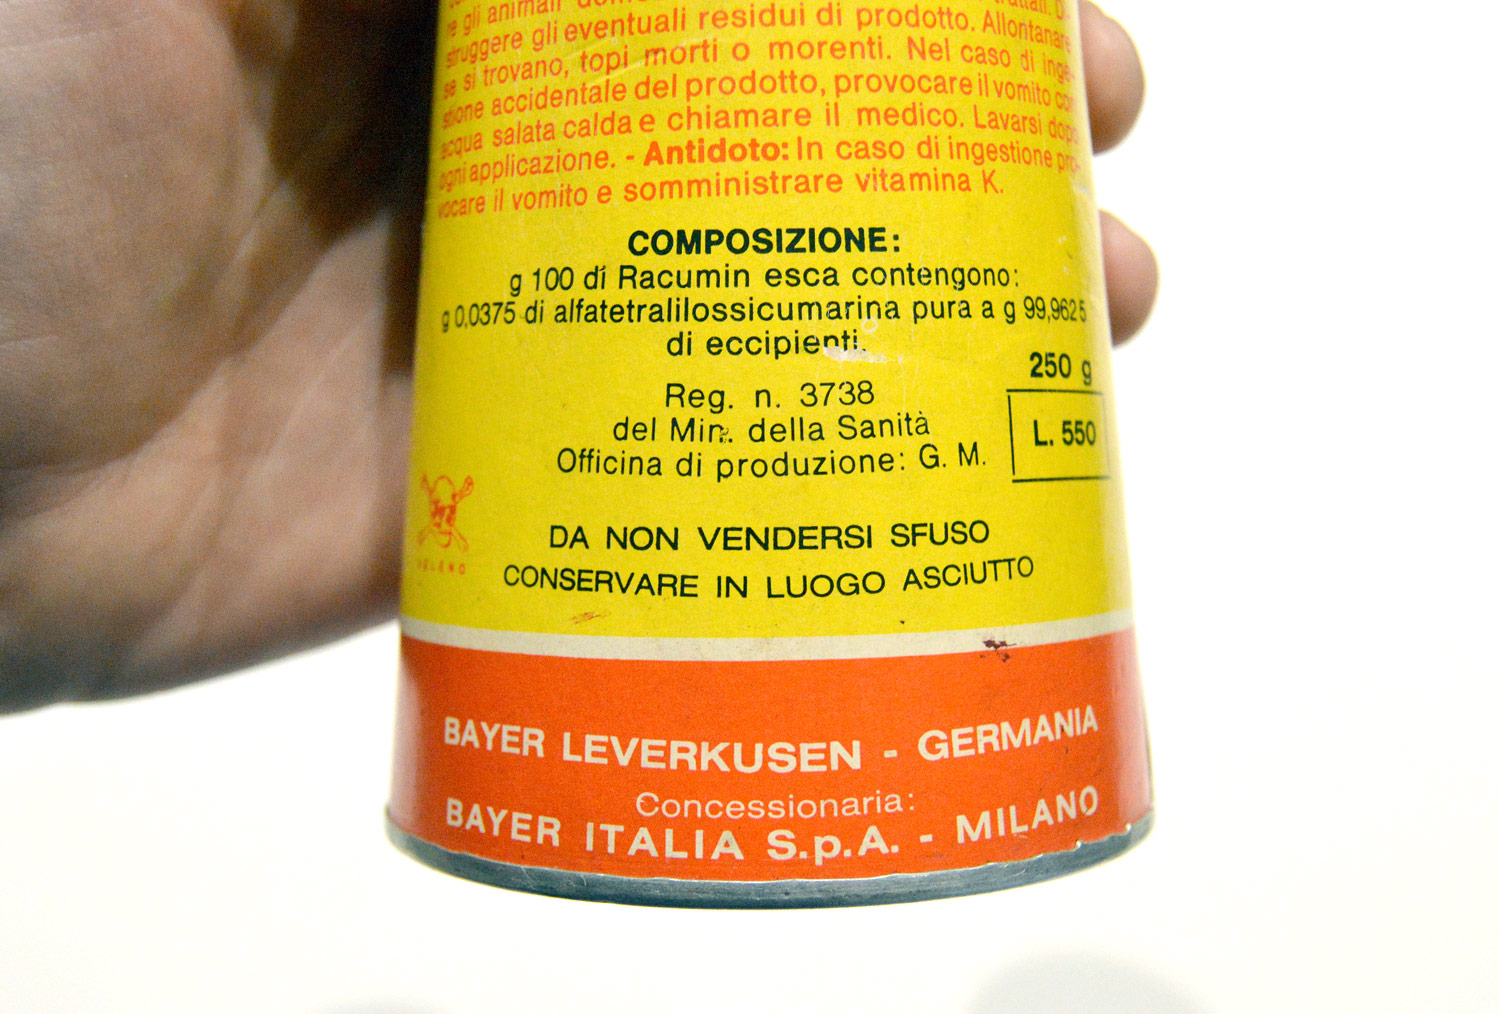 re gli animali
struggere gli eventuali residui di prodotto. Allontanare
se si trovano, topi morti o morenti. Nel caso di inge-
stione accidentale del prodotto, provocare il vomito con
acqua salata calda e chiamare il medico. Lavarsi dopo
ogni applicazione. - Antidoto: In caso di ingestione pro-
vocare il vomito e somministrare vitamina K.
COMPOSIZIONE:
g 100 di Racumin esca contengono:
g 0,0375 di alfatetralilossicumarina pura a g 99,9625
di eccipienti.
250 g
L. 550
Reg. n. 3738
del Min. della Sanità
Officina di produzione: G. M.
VELENO
DA NON VENDERSI SFUSO
CONSERVARE IN LUOGO ASCIUTTO
BAYER LEVERKUSEN - GERMANIA
Concessionaria:
BAYER ITALIA S.p.A. - MILANO